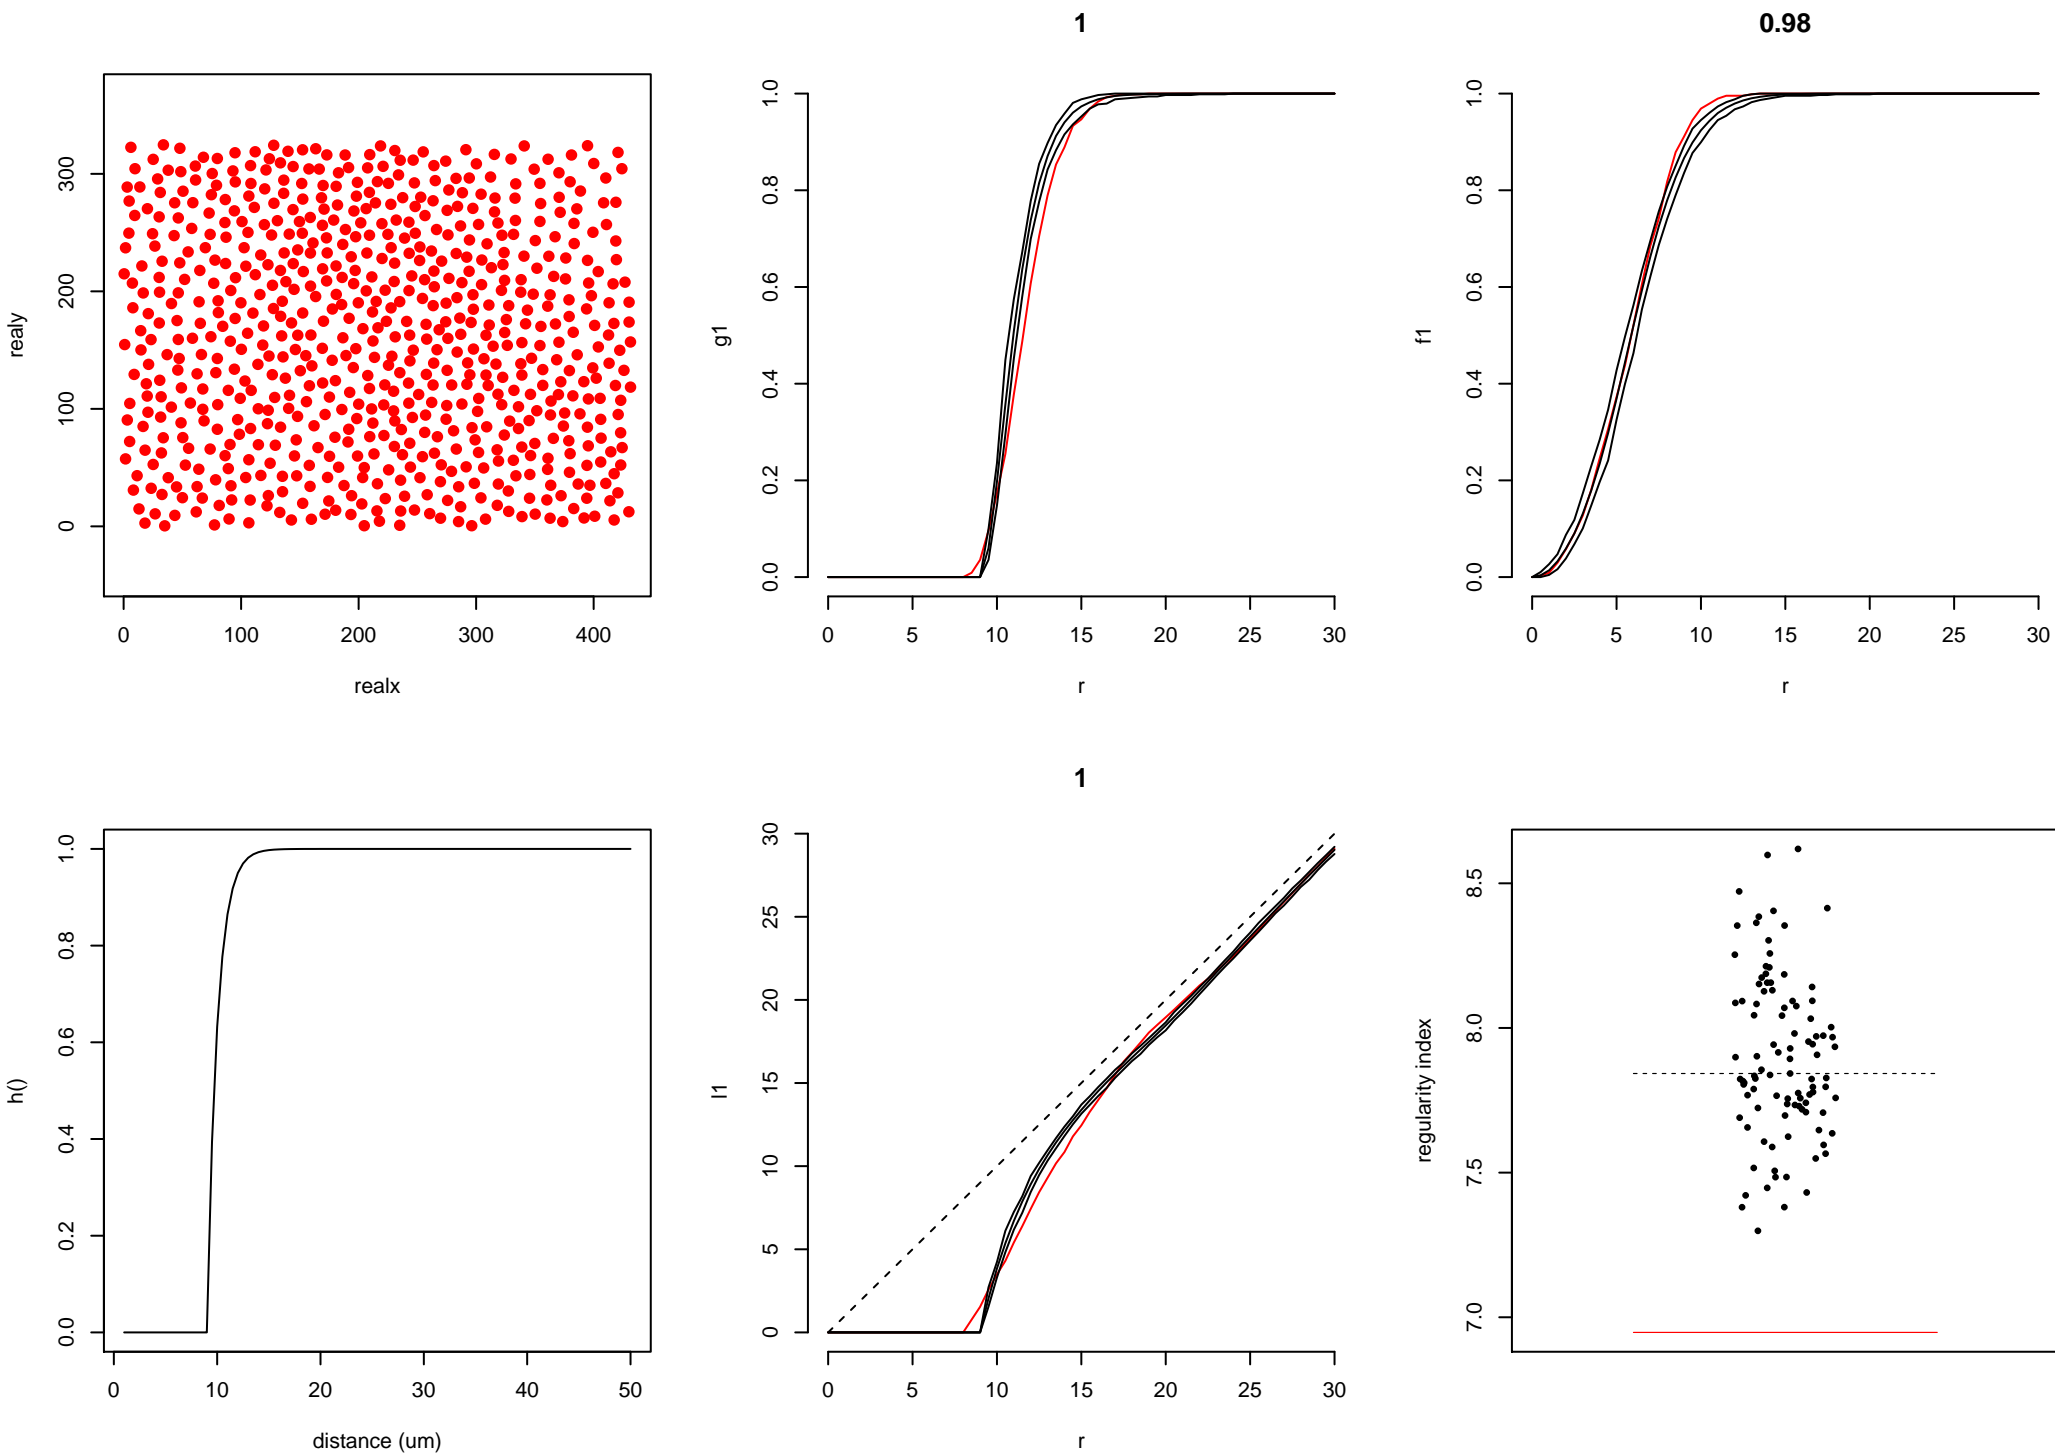 1
0.98
realy
0 100 200 300
0 100 200 300 400
realx
g1
0.0 0.2 0.4 0.6 0.8 1.0
0 5 10 15 20 25 30
r
f1
0.0 0.2 0.4 0.6 0.8 1.0
0 5 10 15 20 25 30
r
1
h()
0.0 0.2 0.4 0.6 0.8 1.0
0 10 20 30 40 50
distance (um)
l1
0 5 10 15 20 25 30
0 5 10 15 20 25 30
r
regularity index
7.0 7.5 8.0 8.5